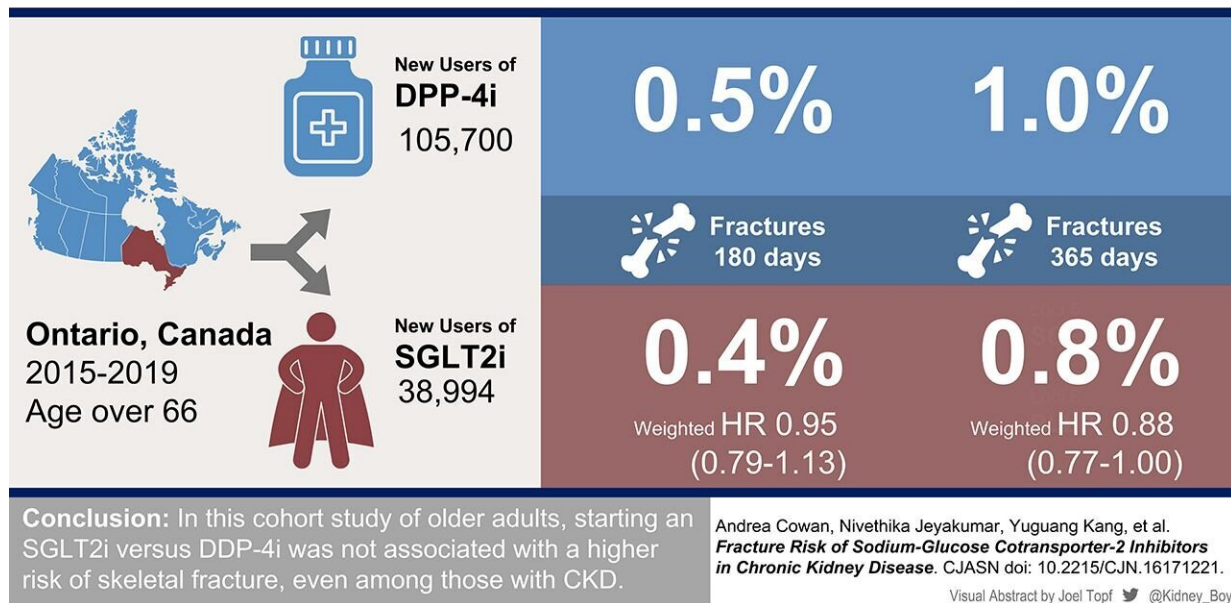 New Users of
DPP-4i
105,700
0.5%
1.0%
Fractures
180 days
Fractures
365 days
Ontario, Canada
2015-2019
Age over 66
New Users of
SGLT2i
38,994
0.4%
Weighted HR 0.95
(0.79-1.13)
0.8%
Weighted HR 0.88
(0.77-1.00)
Conclusion: In this cohort study of older adults, starting an
SGLT2i versus DDP-4i was not associated with a higher
risk of skeletal fracture, even among those with CKD.
Andrea Cowan, Nivethika Jeyakumar, Yuguang Kang, et al.
Fracture Risk of Sodium-Glucose Cotransporter-2 Inhibitors
in Chronic Kidney Disease. CJASN doi: 10.2215/CJN.16171221.
Visual Abstract by Joel Topf @Kidney_Boy